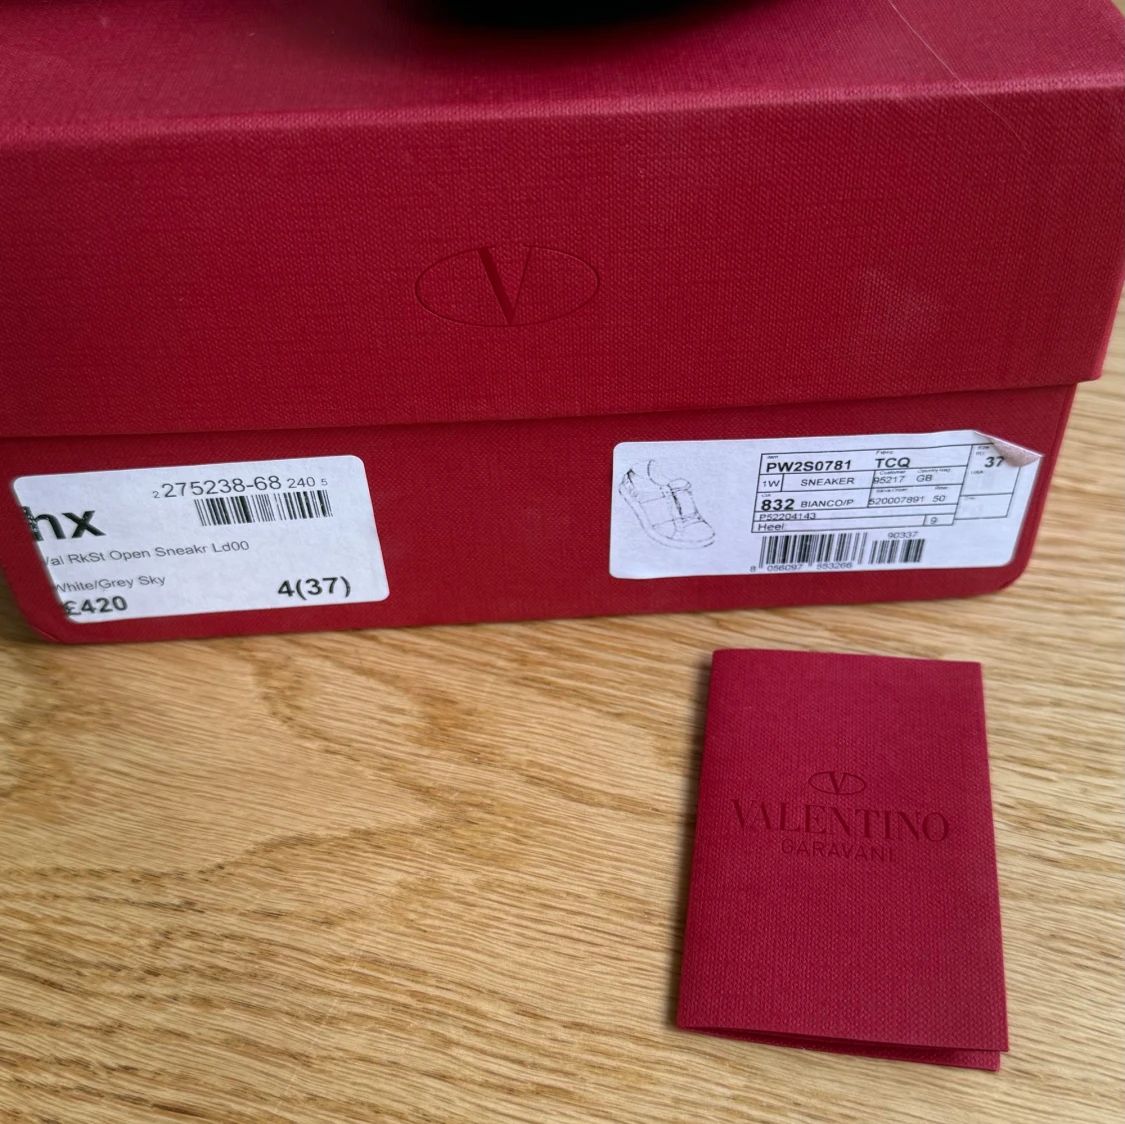 V
2 275238-68 240 5
hx
Val RkSt Open Sneakr Ld00
White/Grey Sky
£420
4(37)
PW2S0781 TCQ 37
1W SNEAKER 95217 GB
832 BIANCO/P 520007891 50
P52204143
Heel 9
90337
8 056097 553266
V
VALENTINO
GARAVANI